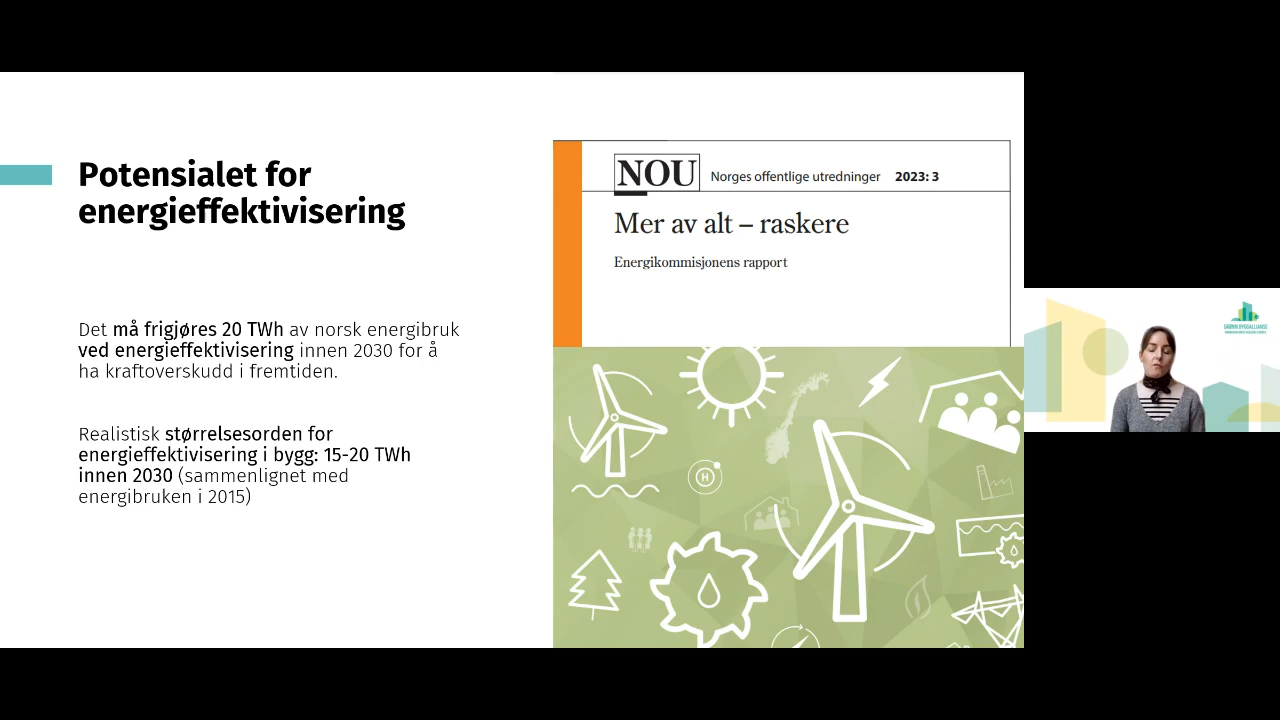 Potensialet for
energieffektivisering
Det må frigjøres 20 TWh av norsk energibruk
ved energieffektivisering innen 2030 for å
ha kraftoverskudd i fremtiden.
Realistisk størrelsesorden for
energieffektivisering i bygg: 15-20 TWh
innen 2030 (sammenlignet med
energibruken i 2015)
NOU Norges offentlige utredninger 2023: 3
Mer av alt – raskere
Energikommisjonens rapport
H
GRØNN BYGGALLIANSE